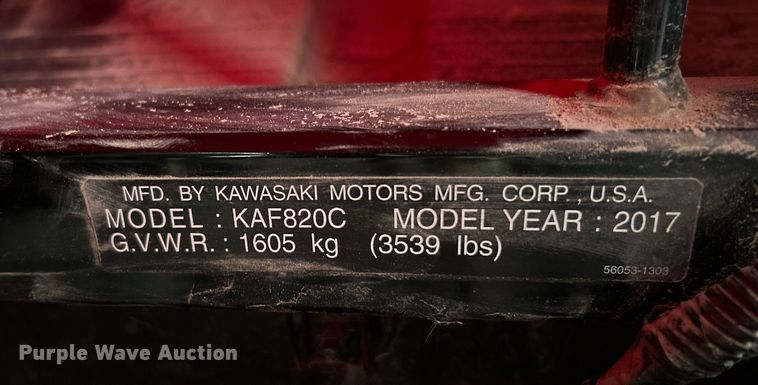 MFD. BY KAWASAKI MOTORS MFG. CORP., U.S.A.
MODEL : KAF820C MODEL YEAR : 2017
G.V.W.R. : 1605 kg (3539 lbs)
56053-1303
Purple Wave Auction